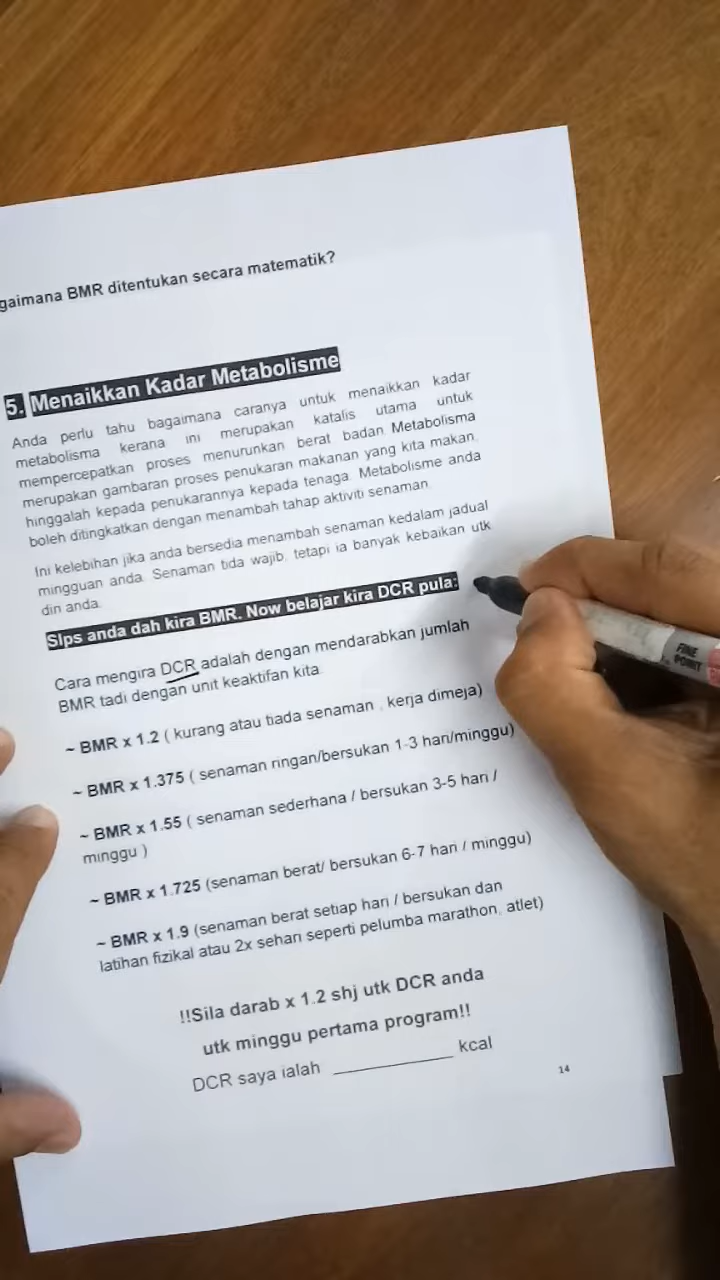 gaimana BMR ditentukan secara matematik?
5. Menaikkan Kadar Metabolisme
Anda perlu tahu bagaimana caranya untuk menaikkan kadar
metabolisma kerana ini merupakan katalis utama untuk
mempercepatkan proses menurunkan berat badan. Metabolisma
merupakan gambaran proses penukaran makanan yang kita makan,
hinggalah kepada penukarannya kepada tenaga. Metabolisme anda
boleh ditingkatkan dengan menambah tahap aktiviti senaman.
Ini kelebihan jika anda bersedia menambah senaman kedalam jadual
mingguan anda. Senaman tida wajib, tetapi ia banyak kebaikan utk
din anda.
Slps anda dah kira BMR. Now belajar kira DCR pula:
Cara mengira DCR adalah dengan mendarabkan jumlah
BMR tadi dengan unit keaktifan kita.
~ BMR x 1.2 ( kurang atau tiada senaman , kerja dimeja)
~ BMR x 1.375 ( senaman ringan/bersukan 1-3 hari/minggu)
~ BMR x 1.55 ( senaman sederhana / bersukan 3-5 hari /
minggu )
~ BMR x 1.725 (senaman berat/ bersukan 6-7 hari / minggu)
~ BMR x 1.9 (senaman berat setiap hari / bersukan dan
latihan fizikal atau 2x sehari seperti pelumba marathon, atlet)
!!Sila darab x 1.2 shj utk DCR anda
utk minggu pertama program!!
DCR saya ialah ____________ kcal
14
FINE
POINT